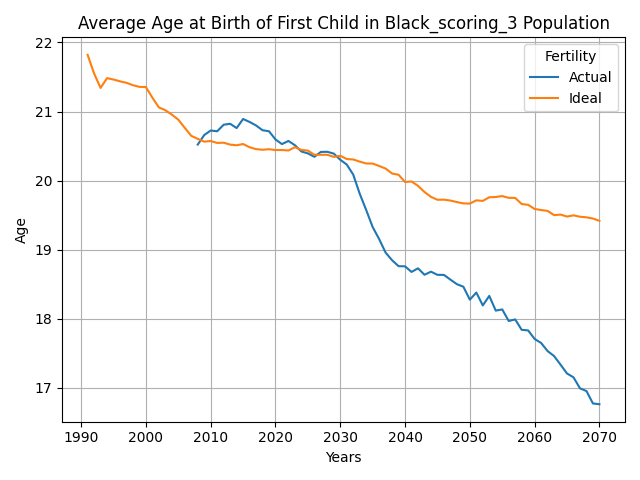 Average Age at Birth of First Child in Black_scoring_3 Population
Fertility
Actual
Ideal
Age
22
21
20
19
18
17
1990 2000 2010 2020 2030 2040 2050 2060 2070
Years